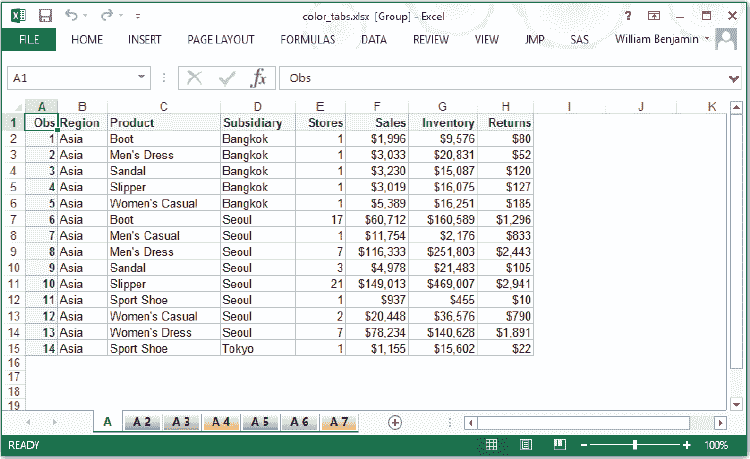 color_tabs.xlsx [Group] - Excel
FILE HOME INSERT PAGE LAYOUT FORMULAS DATA REVIEW VIEW JMP SAS William Benjamin
A1 fx Obs
A B C D E F G H I J K
1 Obs Region Product Subsidiary Stores Sales Inventory Returns
2 1 Asia Boot Bangkok 1 $1,996 $9,576 $80
3 2 Asia Men's Dress Bangkok 1 $3,033 $20,831 $52
4 3 Asia Sandal Bangkok 1 $3,230 $15,087 $120
5 4 Asia Slipper Bangkok 1 $3,019 $16,075 $127
6 5 Asia Women's Casual Bangkok 1 $5,389 $16,251 $185
7 6 Asia Boot Seoul 17 $60,712 $160,589 $1,296
8 7 Asia Men's Casual Seoul 1 $11,754 $2,176 $833
9 8 Asia Men's Dress Seoul 7 $116,333 $251,803 $2,443
10 9 Asia Sandal Seoul 3 $4,978 $21,483 $105
11 10 Asia Slipper Seoul 21 $149,013 $469,007 $2,941
12 11 Asia Sport Shoe Seoul 1 $937 $455 $10
13 12 Asia Women's Casual Seoul 2 $20,448 $36,576 $790
14 13 Asia Women's Dress Seoul 7 $78,234 $140,628 $1,891
15 14 Asia Sport Shoe Tokyo 1 $1,155 $15,602 $22
16
17
18
19
A A 2 A 3 A 4 A 5 A 6 A 7
READY 100%